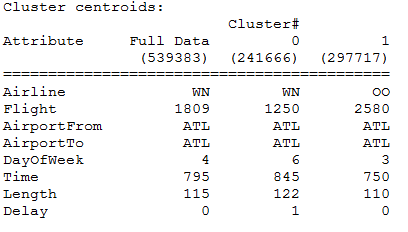 Cluster centroids:
Cluster#
Attribute Full Data 0 1
(539383) (241666) (297717)
==========================================
Airline WN WN OO
Flight 1809 1250 2580
AirportFrom ATL ATL ATL
AirportTo ATL ATL ATL
DayOfWeek 4 6 3
Time 795 845 750
Length 115 122 110
Delay 0 1 0